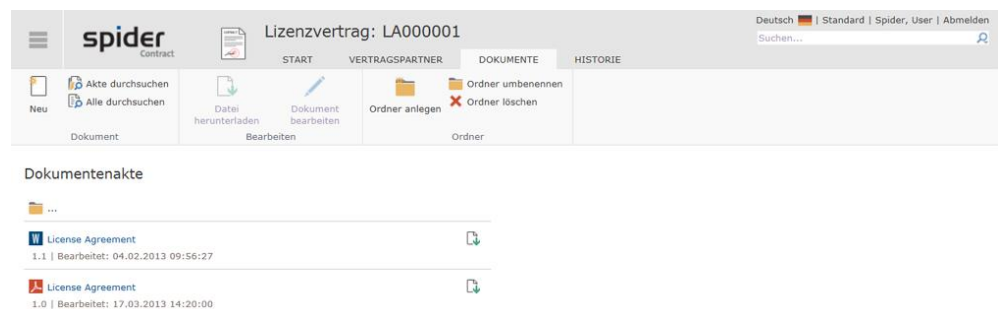 Deutsch | Standard | Spider, User | Abmelden
spider
Contract
Lizenzvertrag: LA000001
Suchen...
START VERTRAGSPARTNER DOKUMENTE HISTORIE
Neu
Akte durchsuchen
Alle durchsuchen
Dokument
Datei herunterladen
Dokument bearbeiten
Bearbeiten
Ordner anlegen
Ordner umbenennen
Ordner löschen
Ordner
Dokumentenakte
...
License Agreement
1.1 | Bearbeitet: 04.02.2013 09:56:27
License Agreement
1.0 | Bearbeitet: 17.03.2013 14:20:00